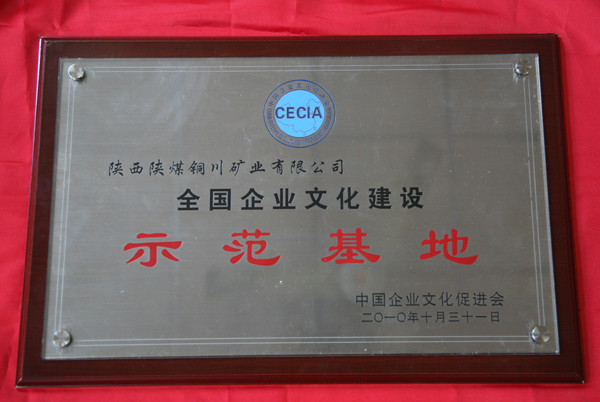 CECIA
陕西陕煤铜川矿业有限公司
全国企业文化建设
示范基地
中国企业文化促进会
二〇一〇年十月三十一日